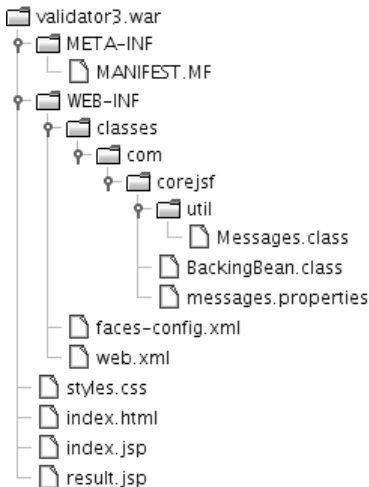 validator3.war
META-INF
MANIFEST.MF
WEB-INF
classes
com
corejsf
util
Messages.class
BackingBean.class
messages.properties
faces-config.xml
web.xml
styles.css
index.html
index.jsp
result.jsp